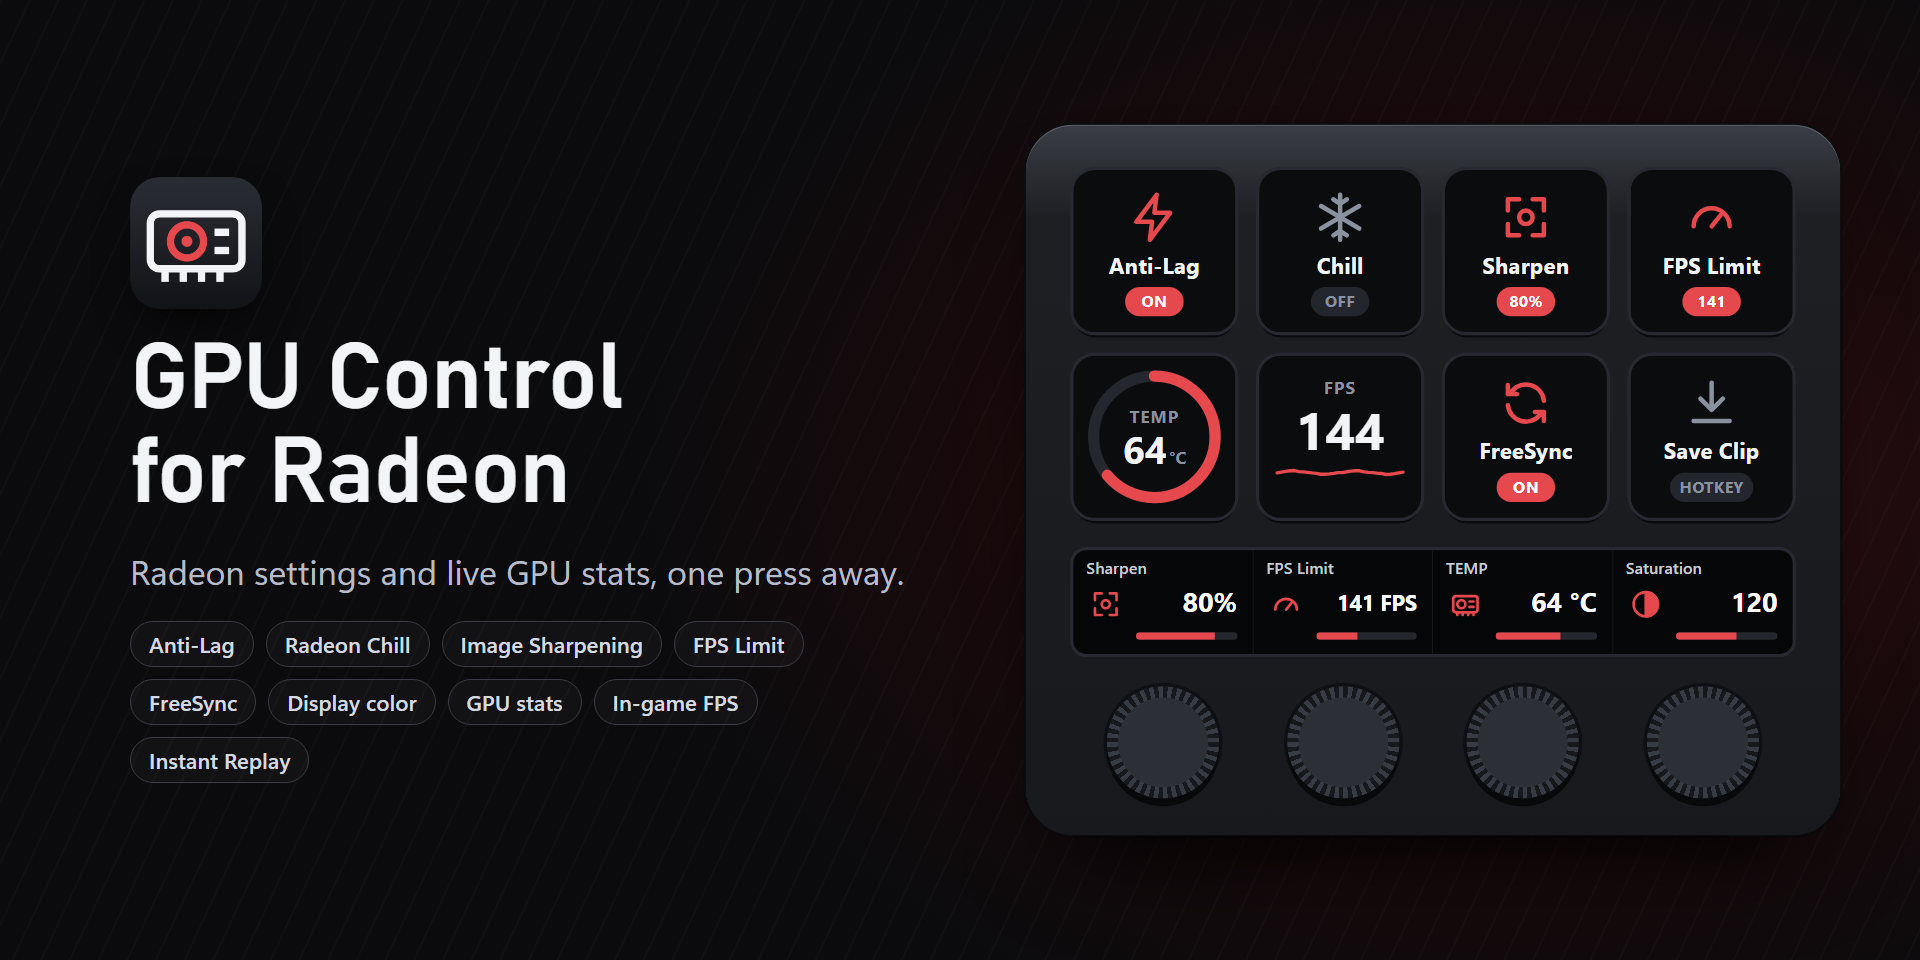 GPU Control
for Radeon
Radeon settings and live GPU stats, one press away.
Anti-Lag
Radeon Chill
Image Sharpening
FPS Limit
FreeSync
Display color
GPU stats
In-game FPS
Instant Replay
Anti-Lag
ON
Chill
OFF
Sharpen
80%
FPS Limit
141
TEMP
64 °C
FPS
144
FreeSync
ON
Save Clip
HOTKEY
Sharpen
80%
FPS Limit
141 FPS
TEMP
64 °C
Saturation
120